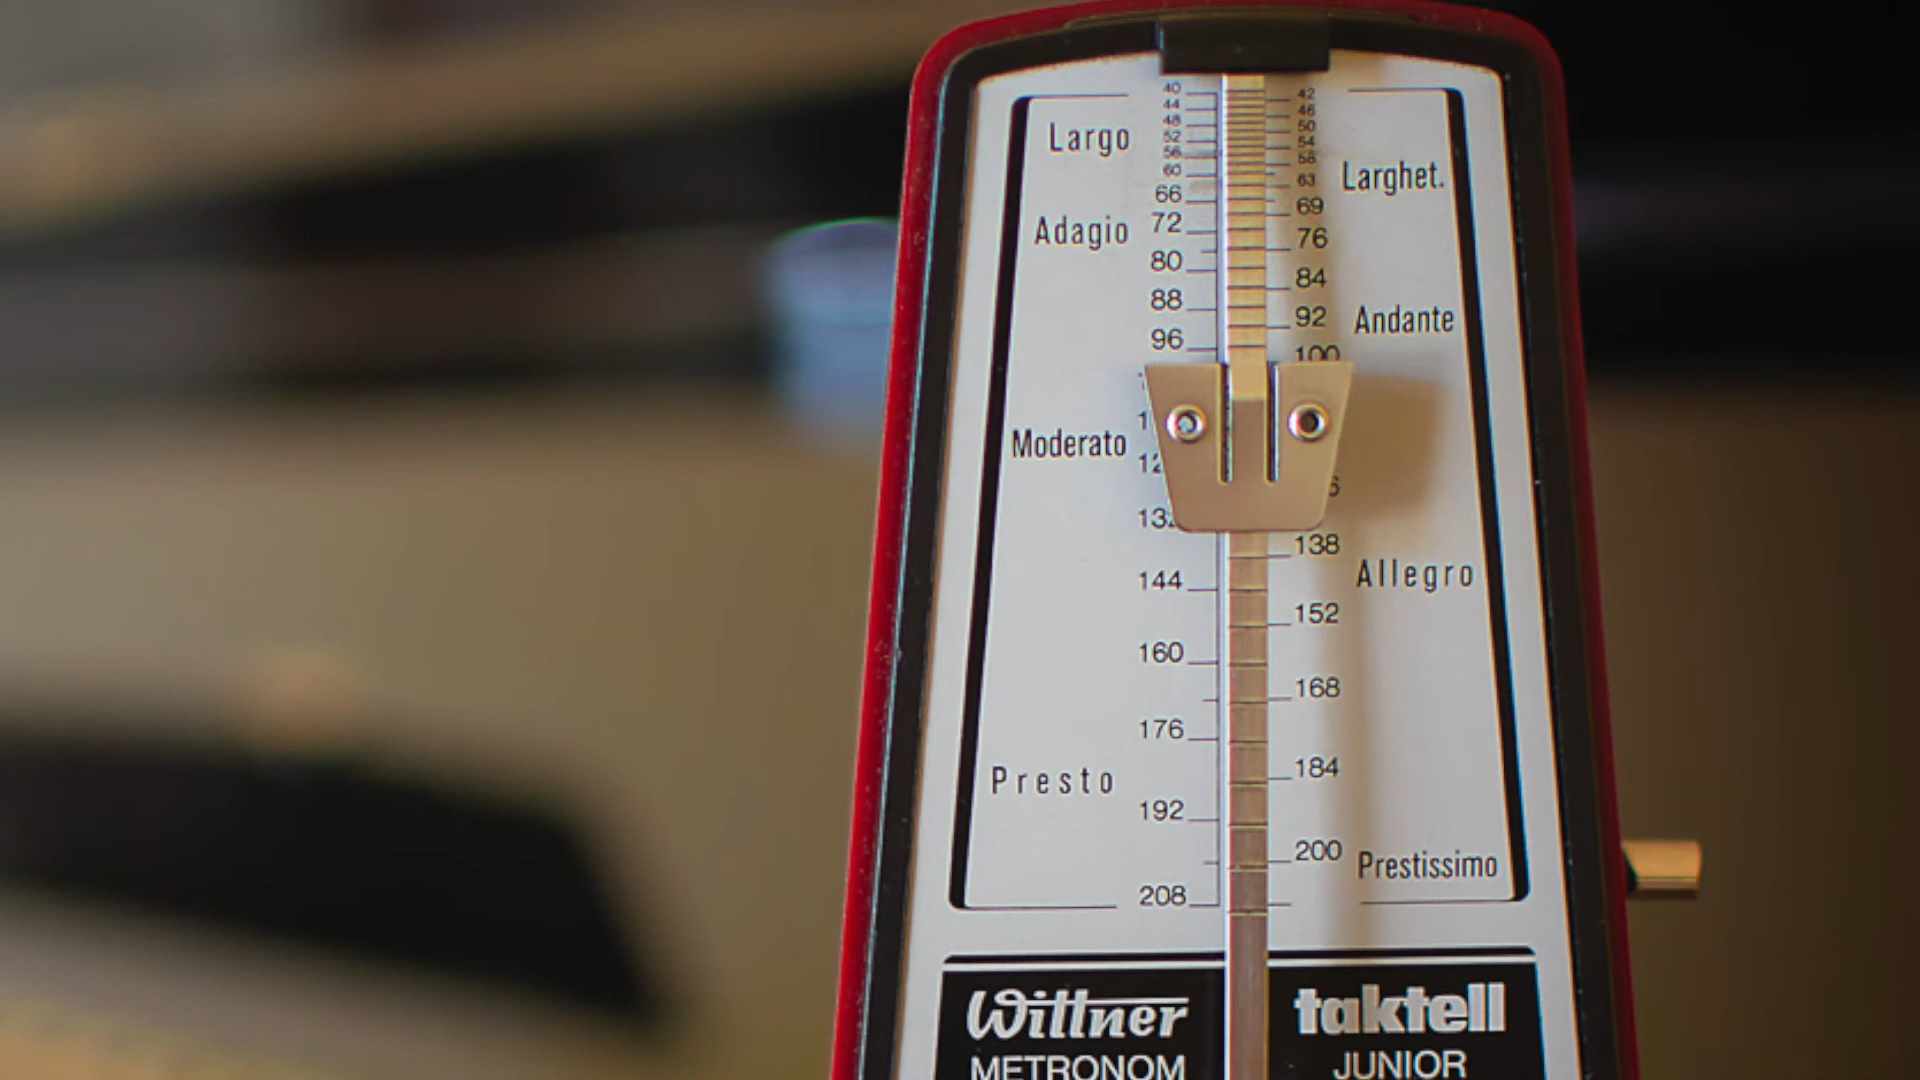 40
42
44
46
48
50
52
54
56
58
60
63
66
69
72
76
80
84
88
92
96
100
132
138
144
152
160
168
176
184
192
200
208
Largo
Larghet.
Adagio
Andante
Moderato
Allegro
Presto
Prestissimo
Wittner
METRONOM
taktell
JUNIOR